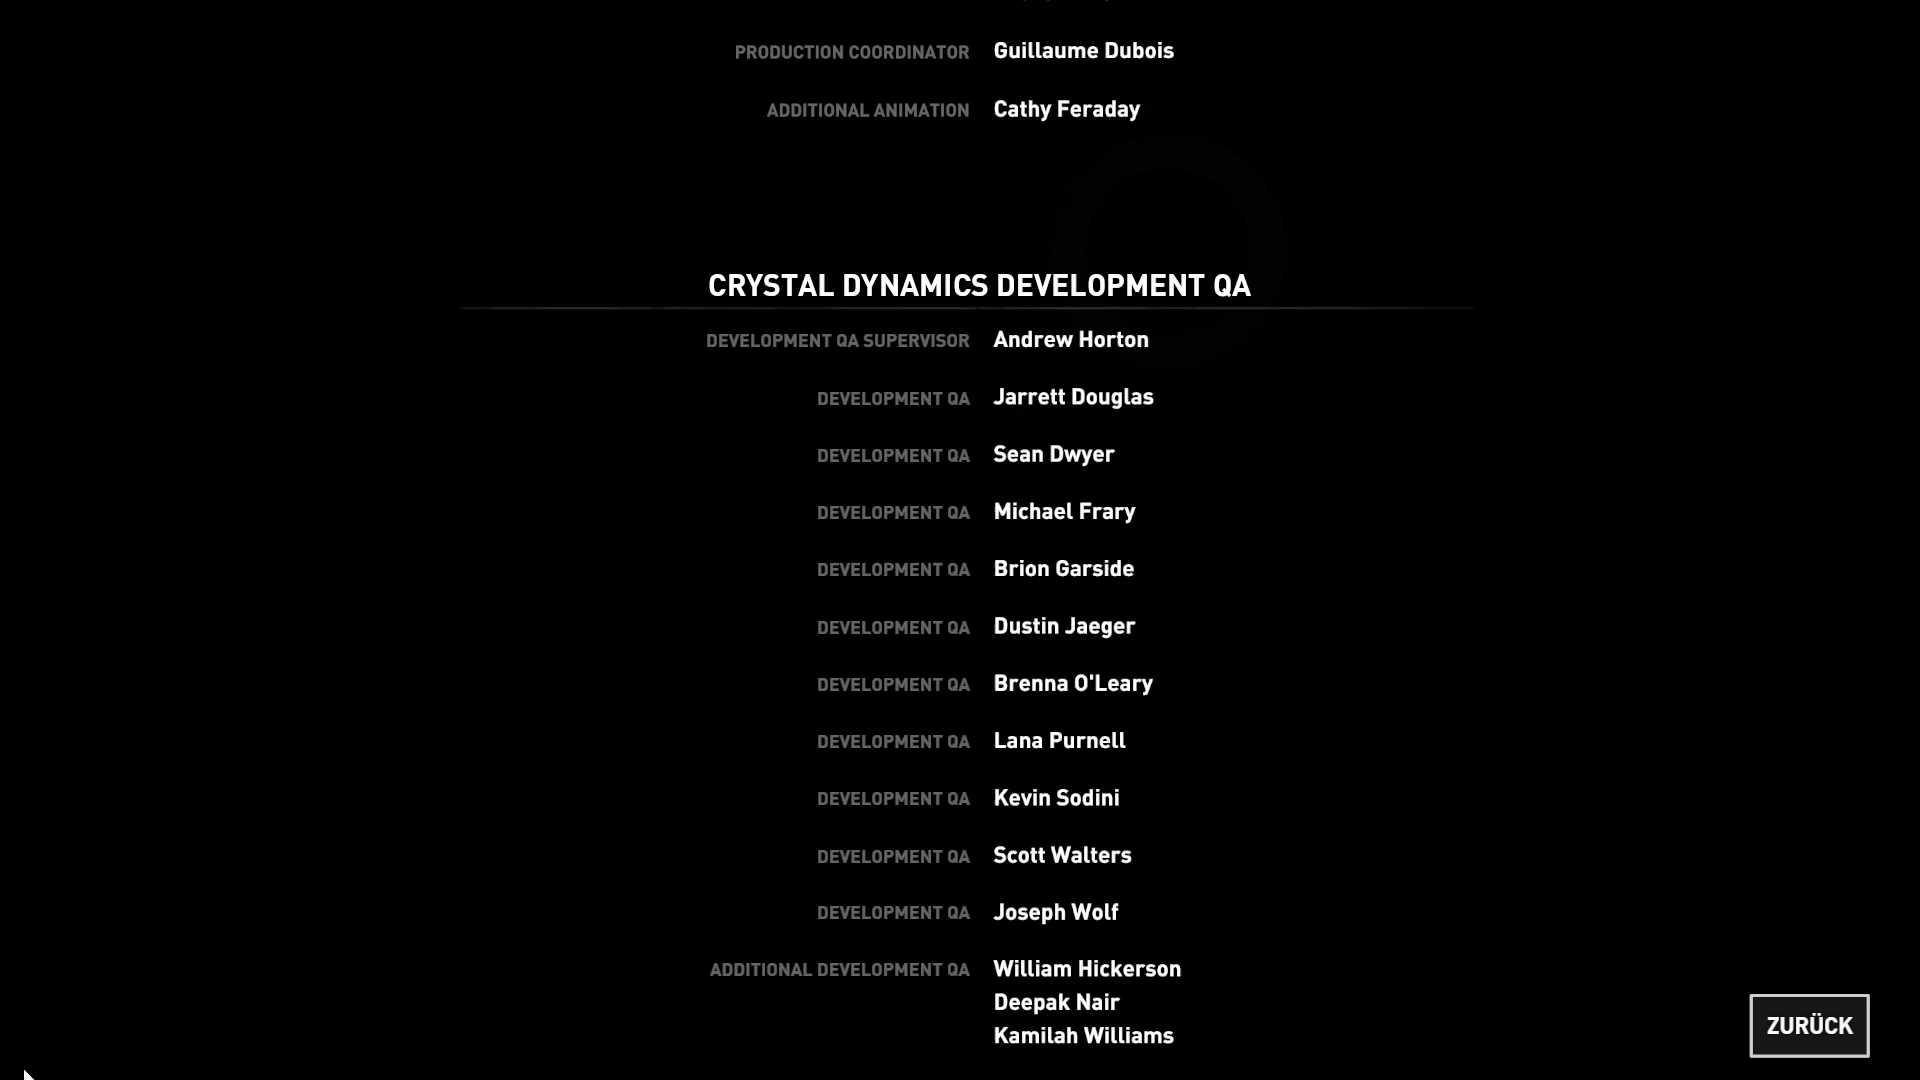 PRODUCTION COORDINATOR Guillaume Dubois
ADDITIONAL ANIMATION Cathy Feraday
CRYSTAL DYNAMICS DEVELOPMENT QA
DEVELOPMENT QA SUPERVISOR Andrew Horton
DEVELOPMENT QA Jarrett Douglas
DEVELOPMENT QA Sean Dwyer
DEVELOPMENT QA Michael Frary
DEVELOPMENT QA Brion Garside
DEVELOPMENT QA Dustin Jaeger
DEVELOPMENT QA Brenna O'Leary
DEVELOPMENT QA Lana Purnell
DEVELOPMENT QA Kevin Sodini
DEVELOPMENT QA Scott Walters
DEVELOPMENT QA Joseph Wolf
ADDITIONAL DEVELOPMENT QA William Hickerson
Deepak Nair
Kamilah Williams
ZURÜCK